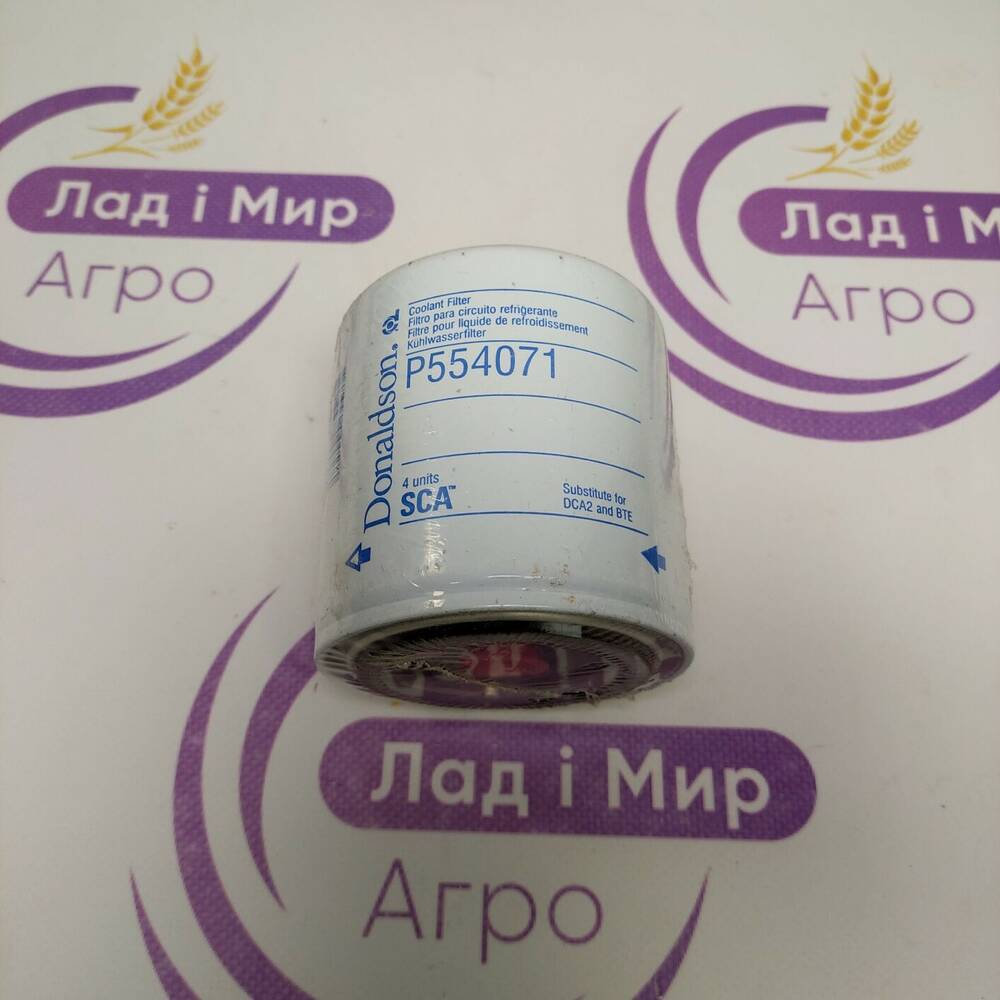 Лад і Мир
Агро
Лад і М
Агро
Donaldson.
Coolant Filter
Filtro para circuito refrigerante
Filtre pour liquide de refroidissement
Kühlwasserfilter
P554071
4 units
SCA™
Substitute for
DCA2 and BTE
Лад і Мир
Агро